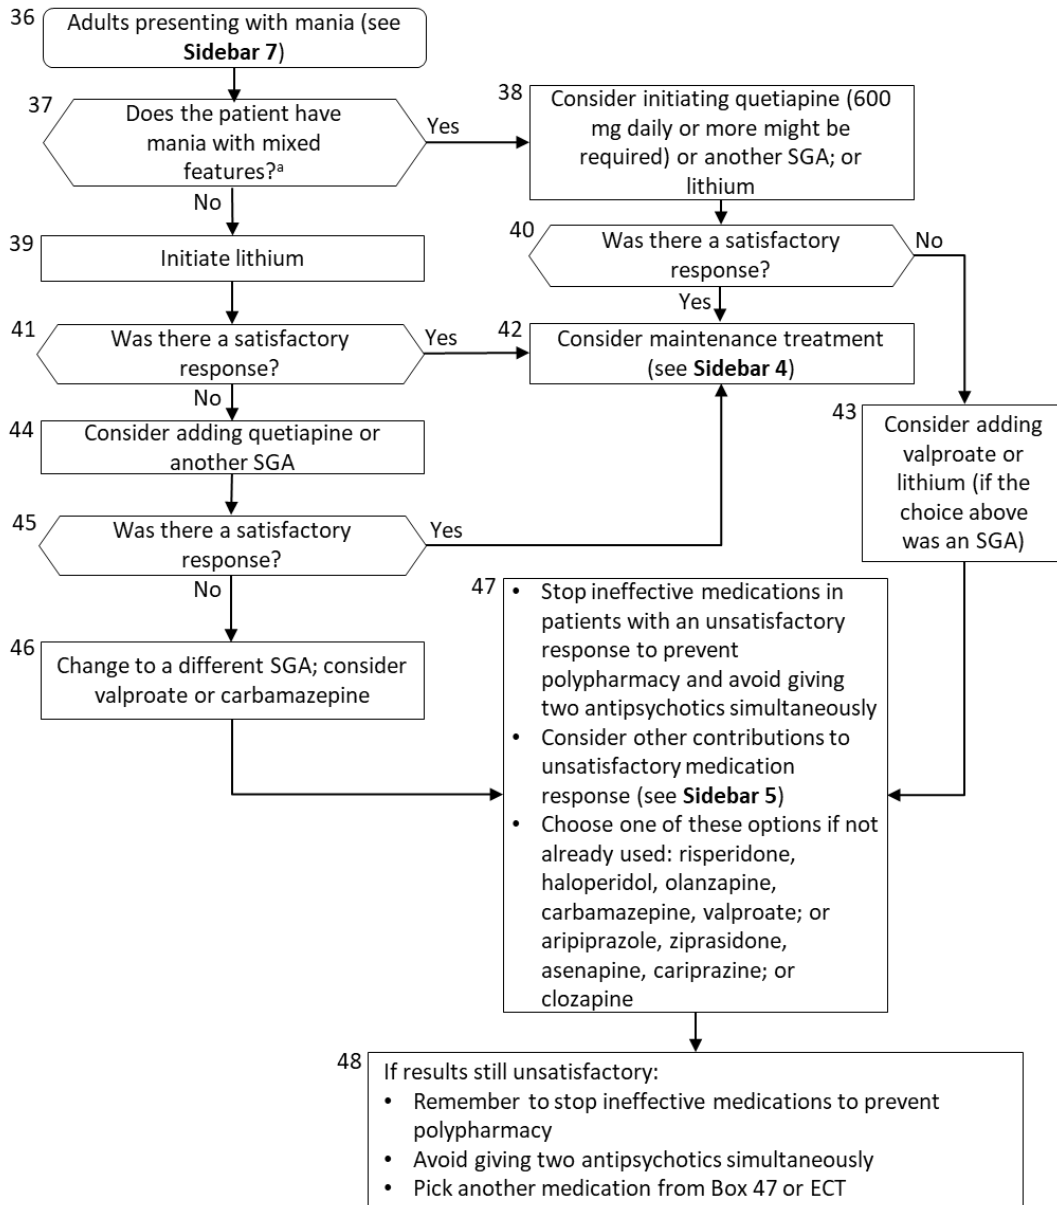 36
Adults presenting with mania (see
Sidebar 7)
37
Does the patient have
mania with mixed
features?ᵃ
Yes
No
38
Consider initiating quetiapine (600
mg daily or more might be
required) or another SGA; or
lithium
39
Initiate lithium
40
Was there a satisfactory
response?
No
Yes
41
Was there a satisfactory
response?
Yes
No
42
Consider maintenance treatment
(see Sidebar 4)
43
Consider adding
valproate or
lithium (if the
choice above
was an SGA)
44
Consider adding quetiapine or
another SGA
45
Was there a satisfactory
response?
Yes
No
46
Change to a different SGA; consider
valproate or carbamazepine
47
• Stop ineffective medications in
patients with an unsatisfactory
response to prevent
polypharmacy and avoid giving
two antipsychotics simultaneously
• Consider other contributions to
unsatisfactory medication
response (see Sidebar 5)
• Choose one of these options if not
already used: risperidone,
haloperidol, olanzapine,
carbamazepine, valproate; or
aripiprazole, ziprasidone,
asenapine, cariprazine; or
clozapine
48
If results still unsatisfactory:
• Remember to stop ineffective medications to prevent
polypharmacy
• Avoid giving two antipsychotics simultaneously
• Pick another medication from Box 47 or ECT